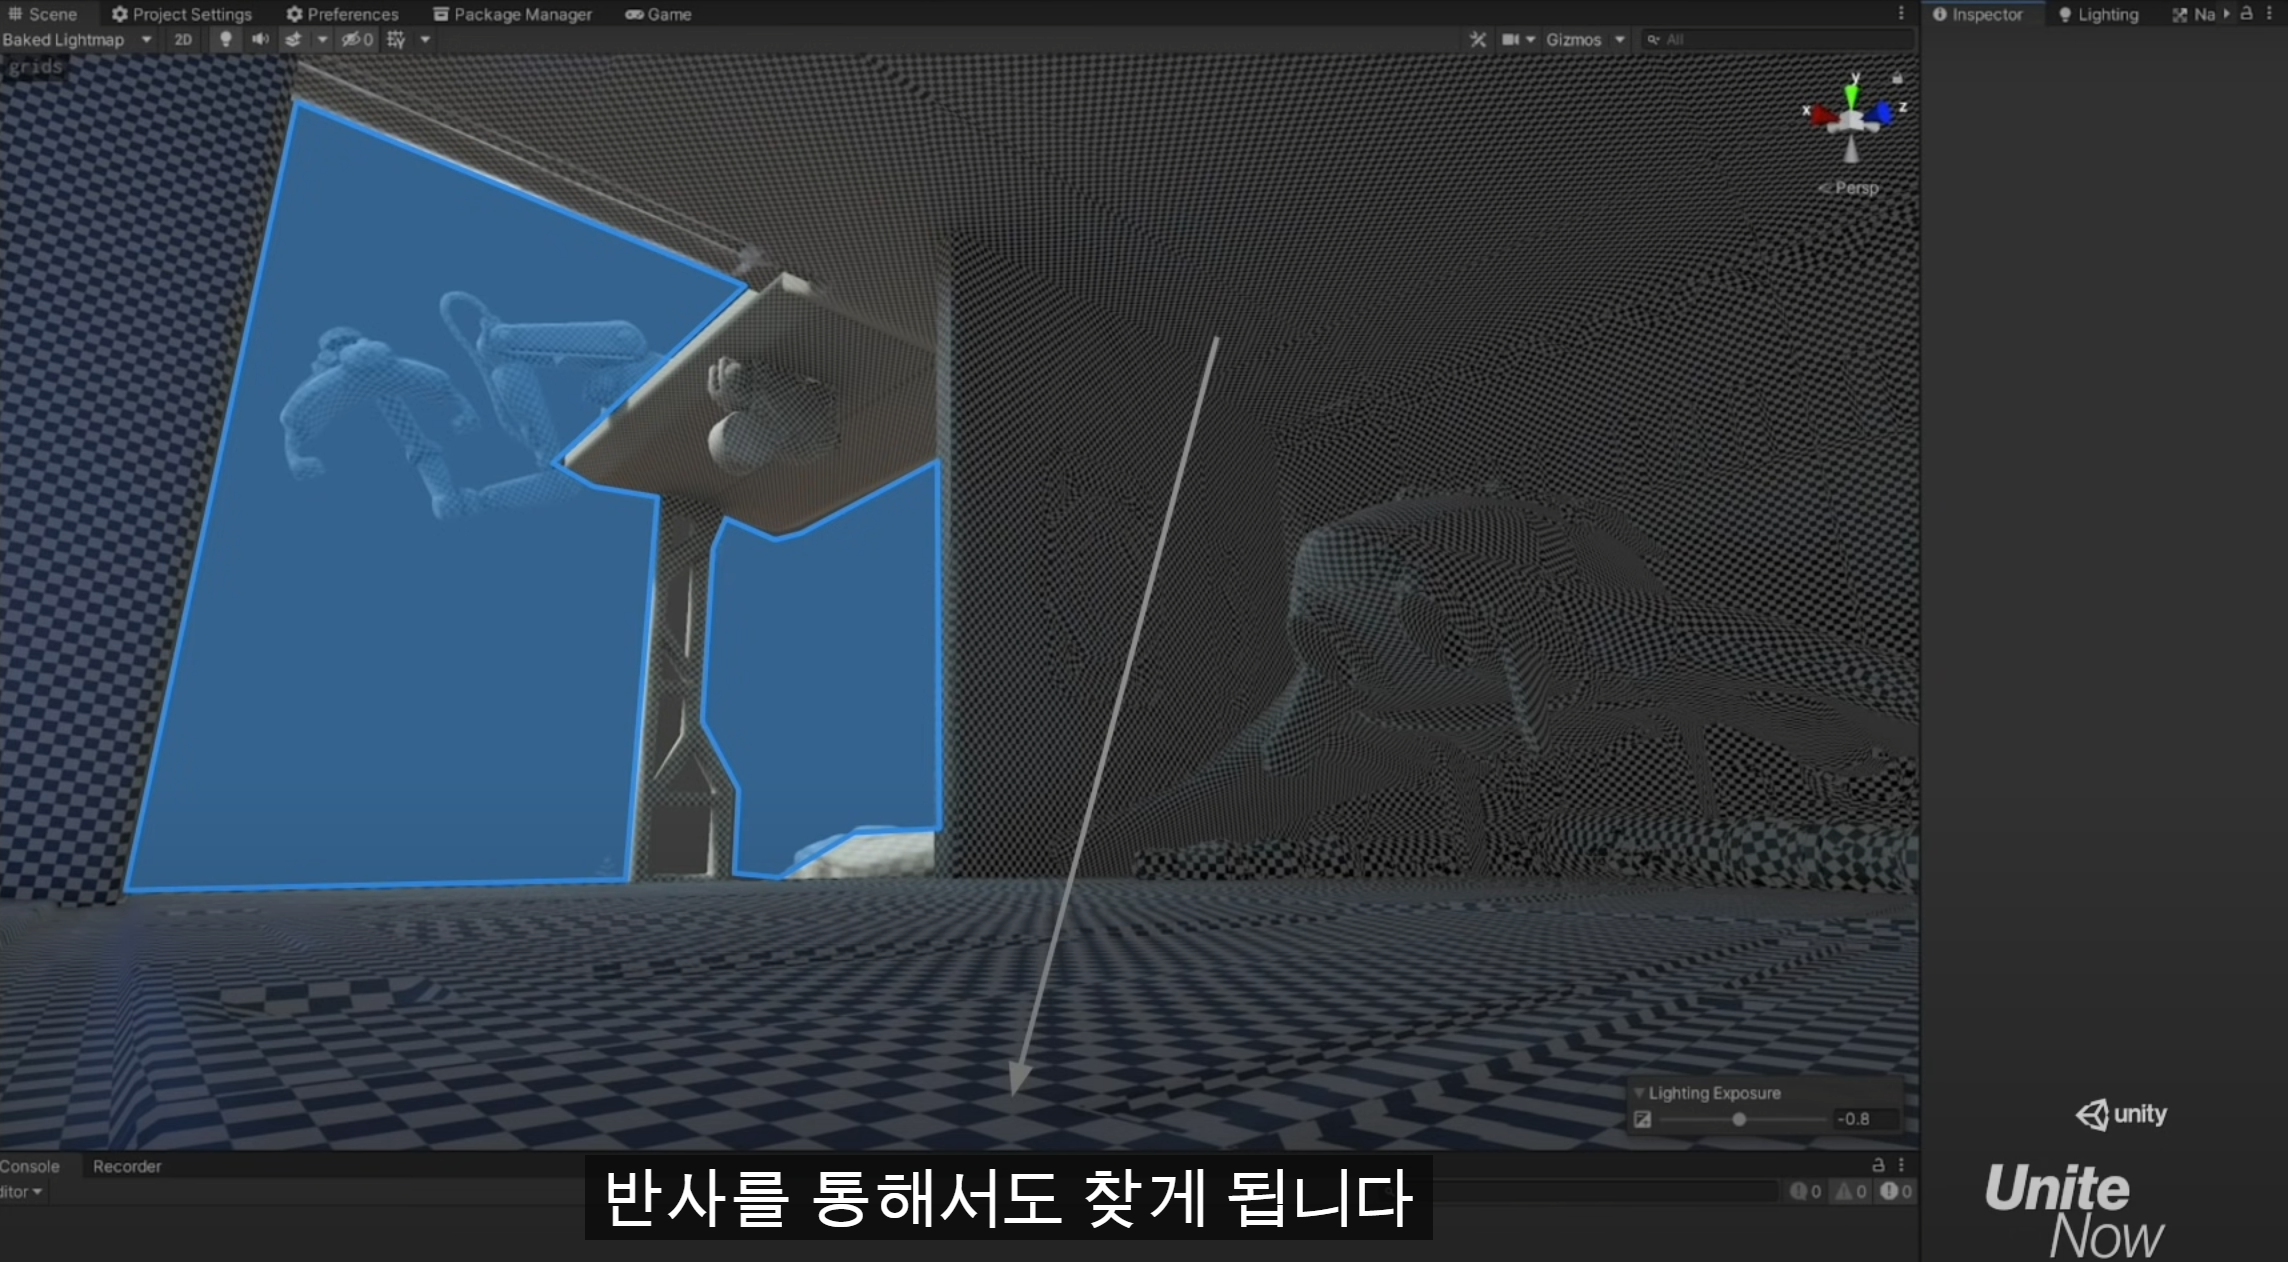 Scene Project Settings Preferences Package Manager Game
Inspector Lighting Na
Baked Lightmap 2D 0 Gizmos All
grids
y
x z
< Persp
Lighting Exposure
-0.8
unity
Console Recorder
ditor 0 0 0
반사를 통해서도 찾게 됩니다
Unite
Now